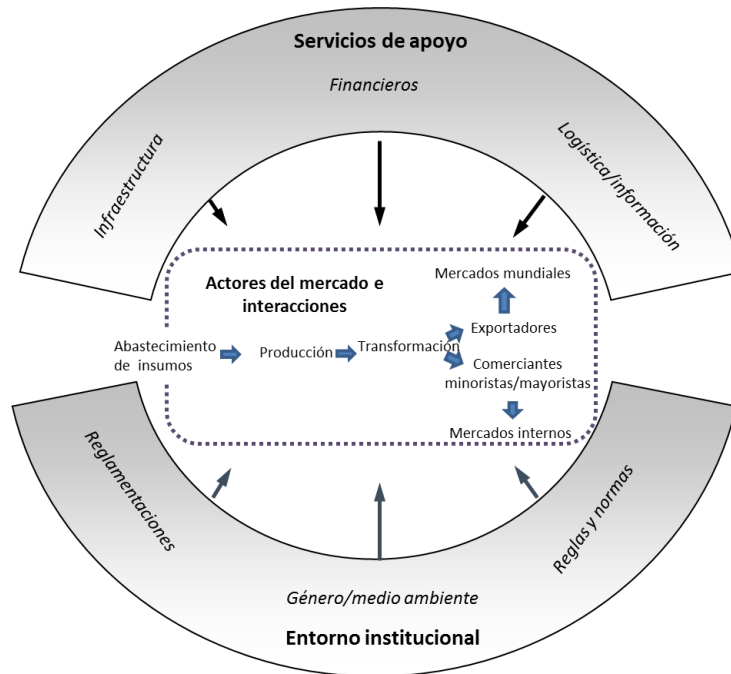 Servicios de apoyo
Financieros
Infraestructura
Logística/información
Actores del mercado e
interacciones
Mercados mundiales
Exportadores
Abastecimiento
de insumos
Producción
Transformación
Comerciantes
minoristas/mayoristas
Mercados internos
Reglamentaciones
Reglas y normas
Género/medio ambiente
Entorno institucional